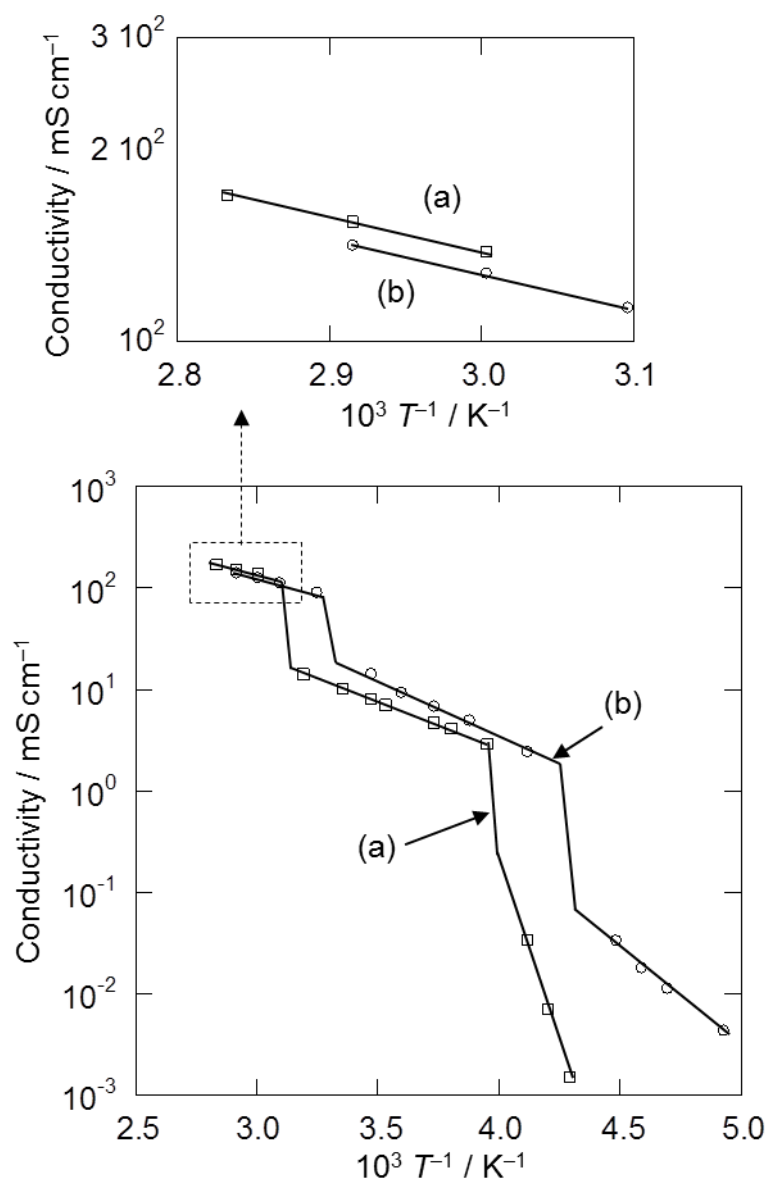 3 10²
2 10²
10²
Conductivity / mS cm⁻¹
(a)
(b)
2.8 2.9 3.0 3.1
10³ T⁻¹ / K⁻¹
10³
10²
10¹
10⁰
10⁻¹
10⁻²
10⁻³
Conductivity / mS cm⁻¹
(b)
(a)
2.5 3.0 3.5 4.0 4.5 5.0
10³ T⁻¹ / K⁻¹